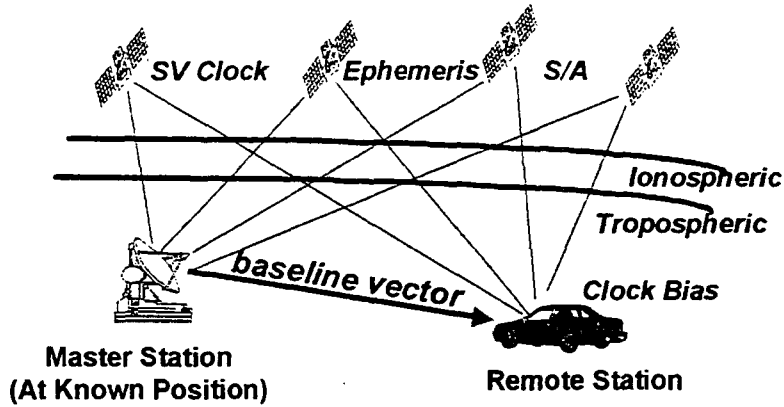 SV Clock Ephemeris S/A
Ionospheric
Tropospheric
baseline vector
Clock Bias
Master Station
(At Known Position)
Remote Station